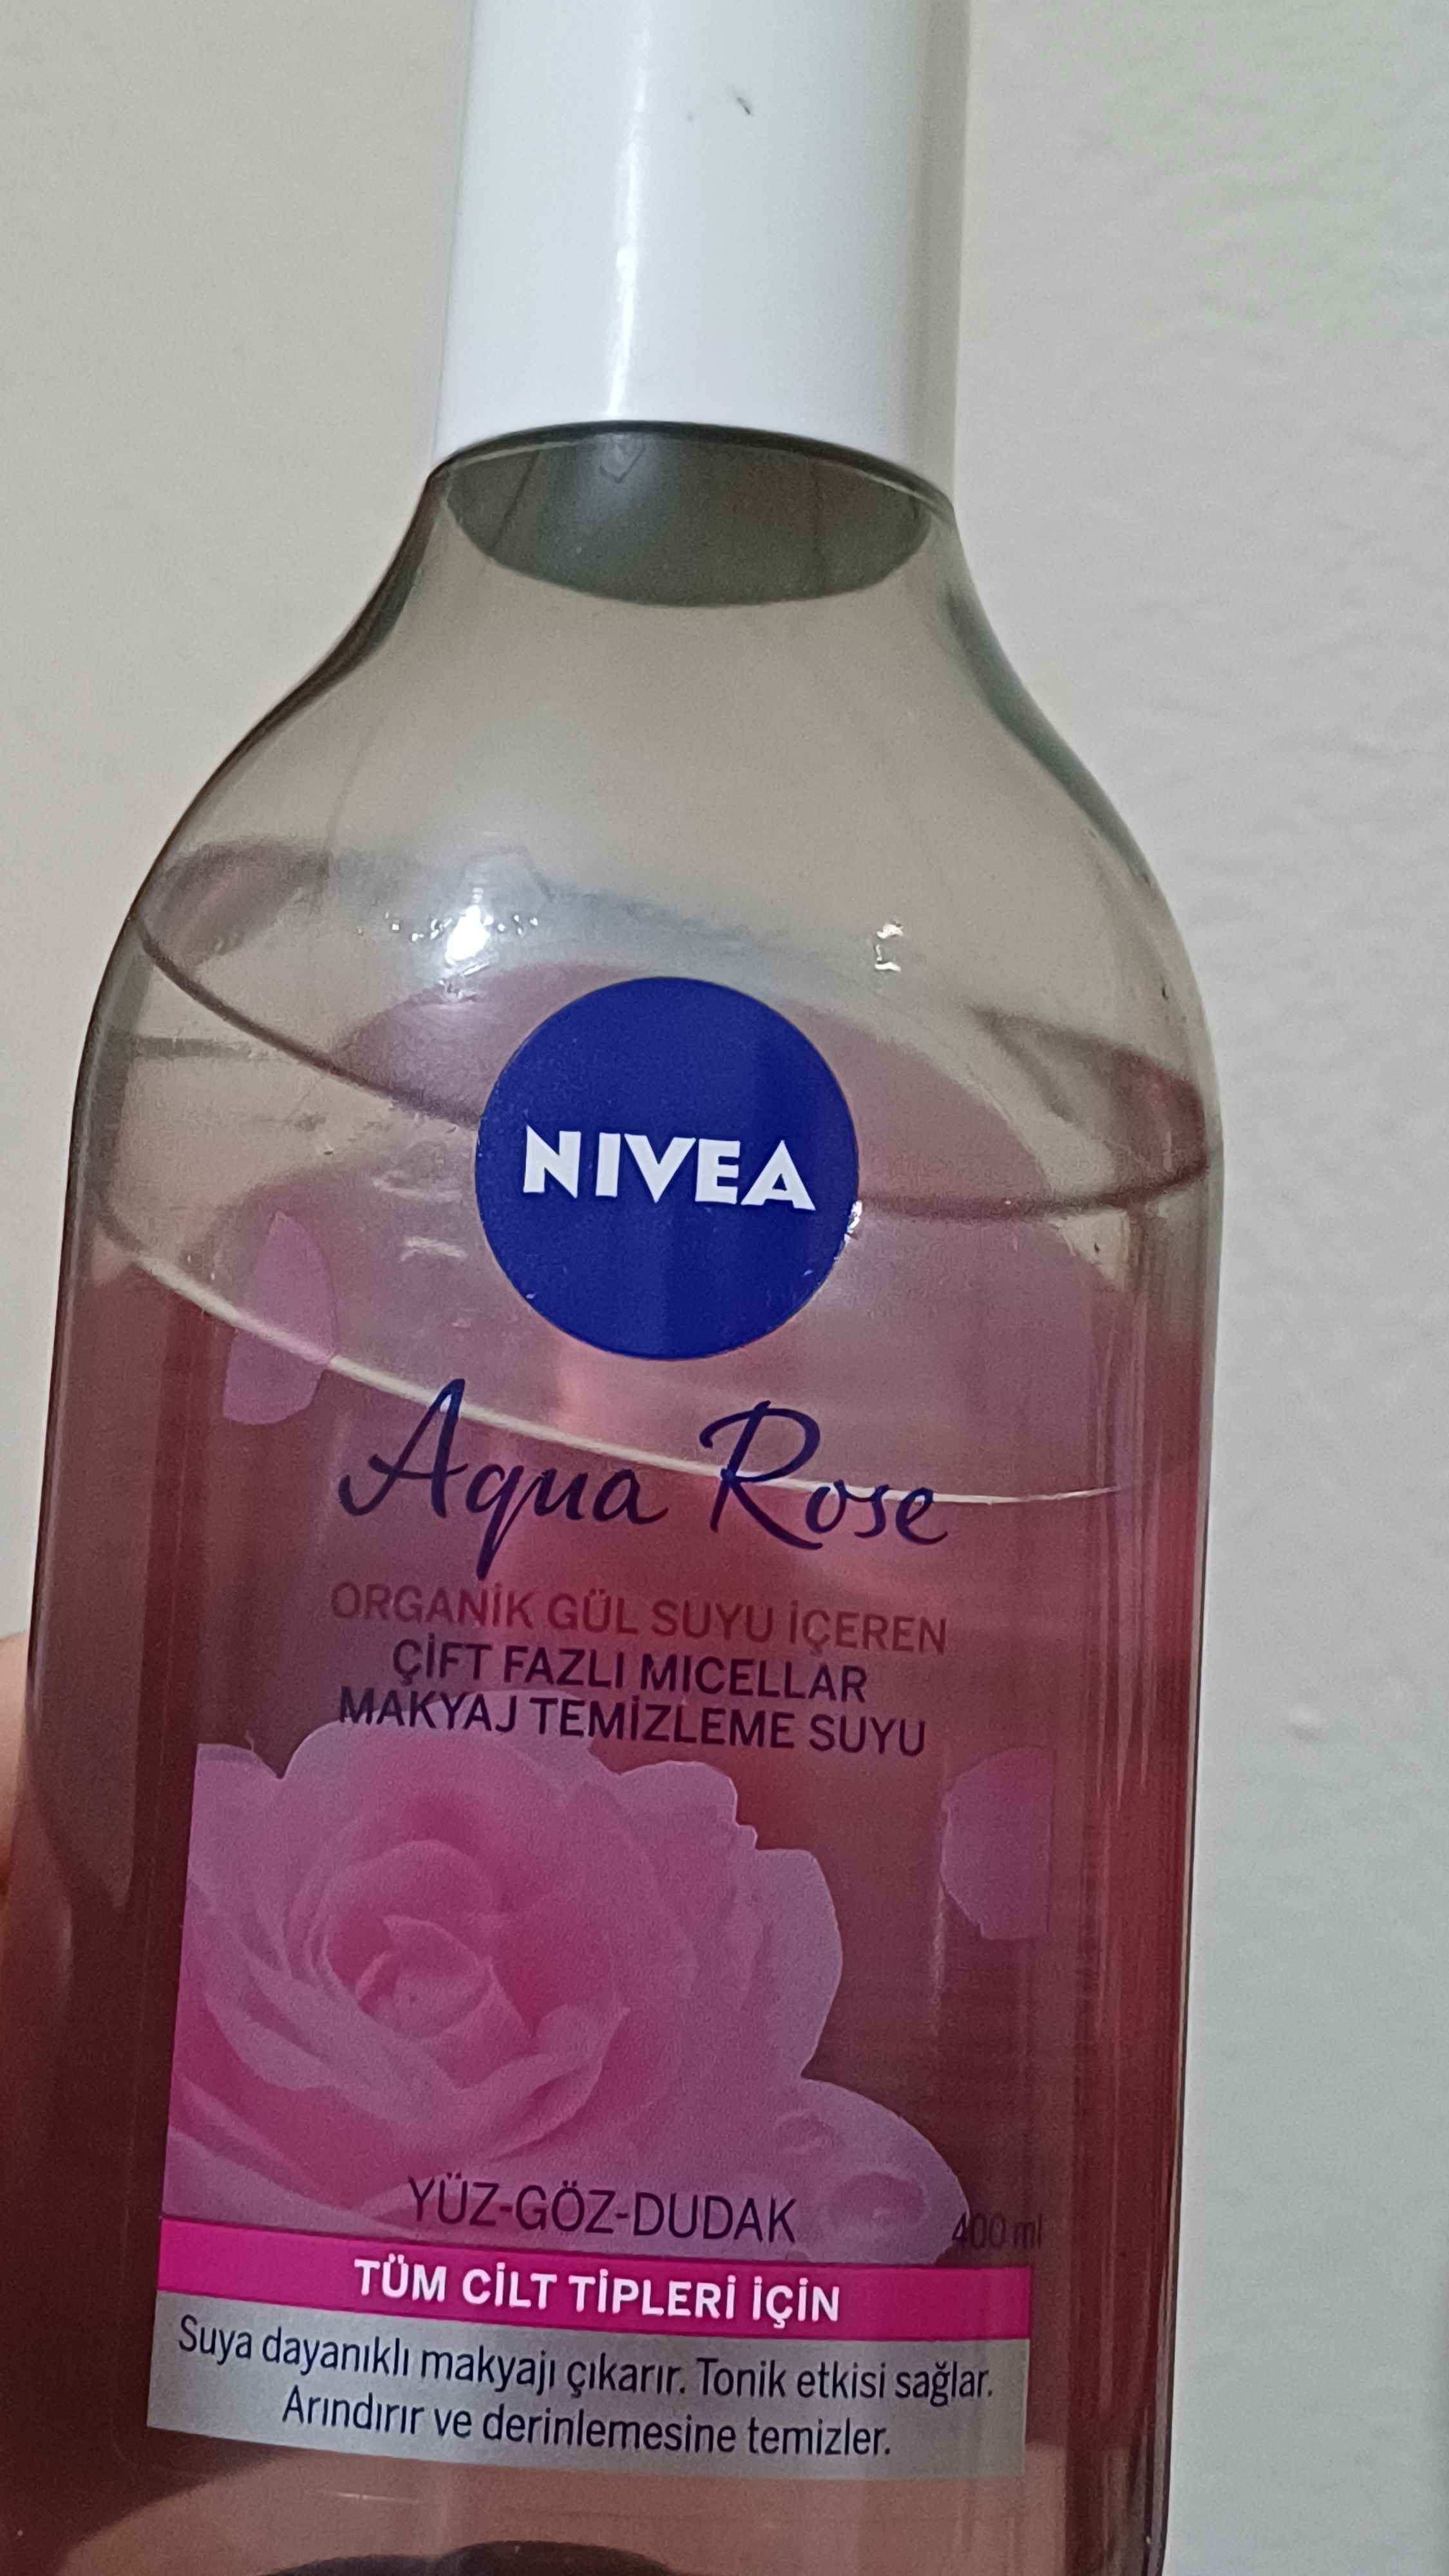 NIVEA
Aqua Rose
ORGANİK GÜL SUYU İÇEREN
ÇİFT FAZLI MICELLAR
MAKYAJ TEMİZLEME SUYU
YÜZ-GÖZ-DUDAK
400 ml
TÜM CİLT TİPLERİ İÇİN
Suya dayanıklı makyajı çıkarır. Tonik etkisi sağlar.
Arındırır ve derinlemesine temizler.